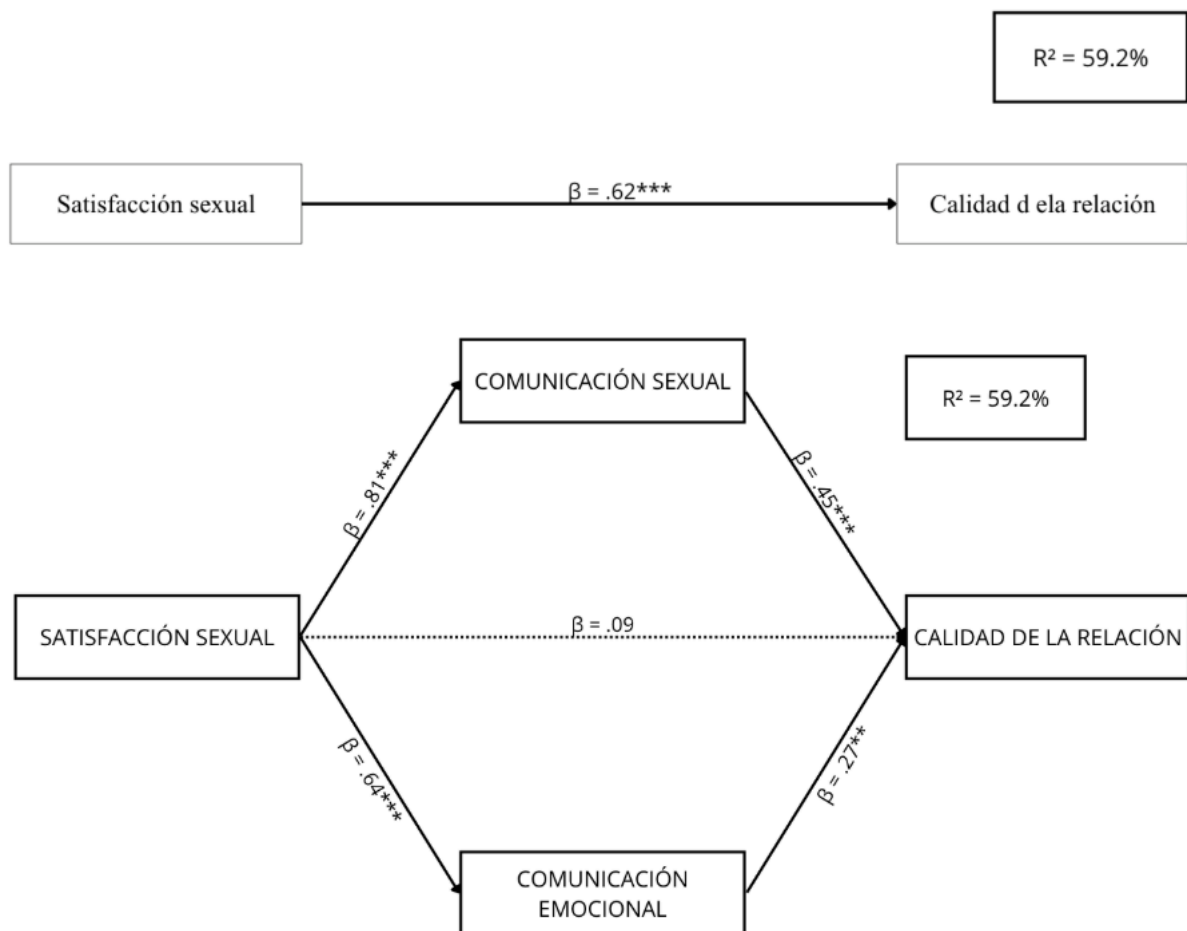 R² = 59.2%
β = .62***
Satisfacción sexual
Calidad d ela relación
COMUNICACIÓN SEXUAL
R² = 59.2%
β = .81***
β = .45***
β = .09
SATISFACCIÓN SEXUAL
CALIDAD DE LA RELACIÓN
β = .64***
β = .27**
COMUNICACIÓN
EMOCIONAL